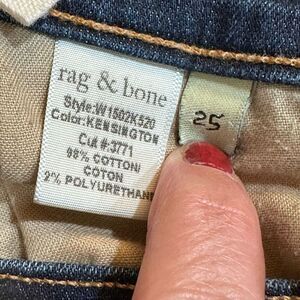 rag & bone
Style:W1502K520
Color:KENSINGTON
Cut #:3771
98% COTTON/
COTON
2% POLYURETHAN
25